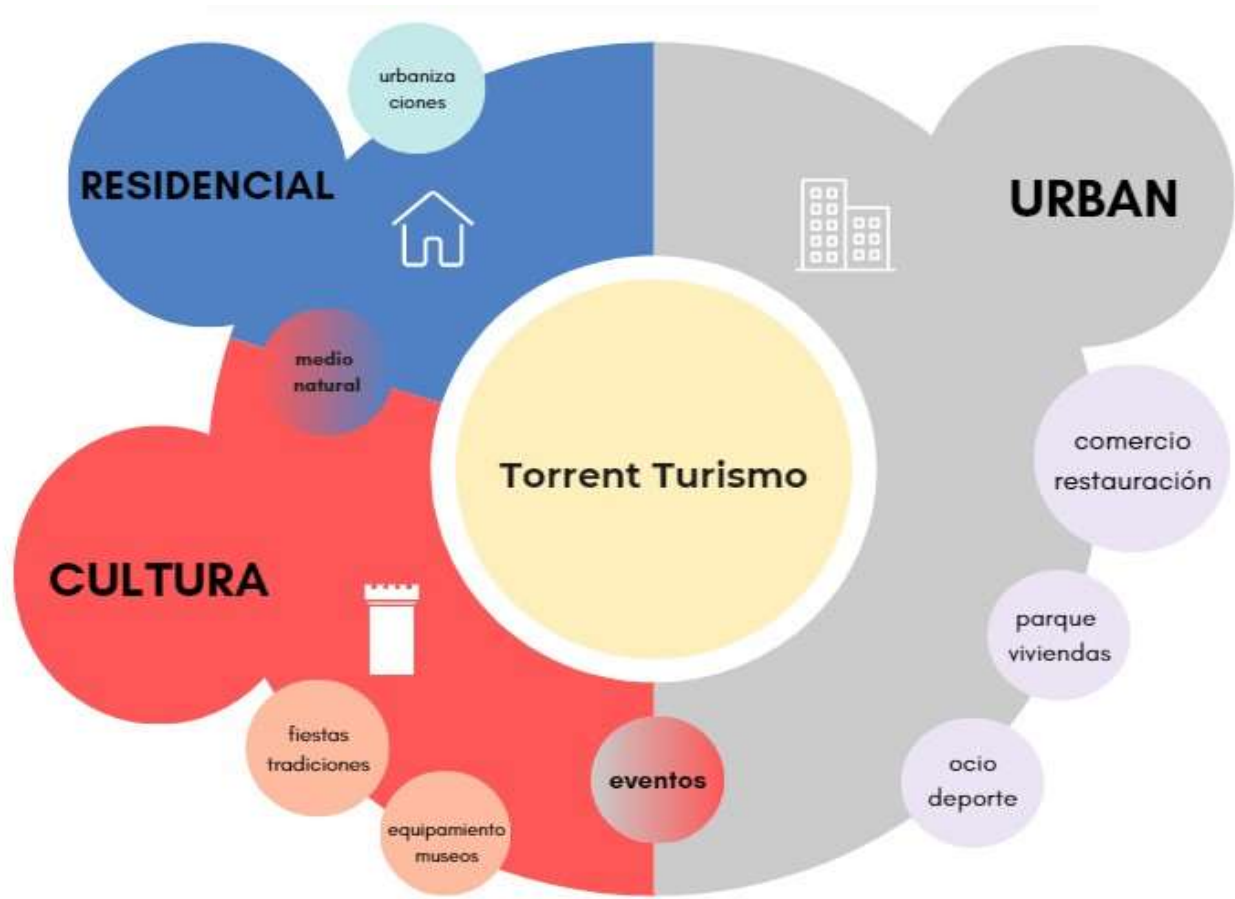 urbaniza
ciones
RESIDENCIAL
URBAN
medio
natural
Torrent Turismo
comercio
restauración
CULTURA
parque
viviendas
fiestas
tradiciones
eventos
ocio
deporte
equipamiento
museos